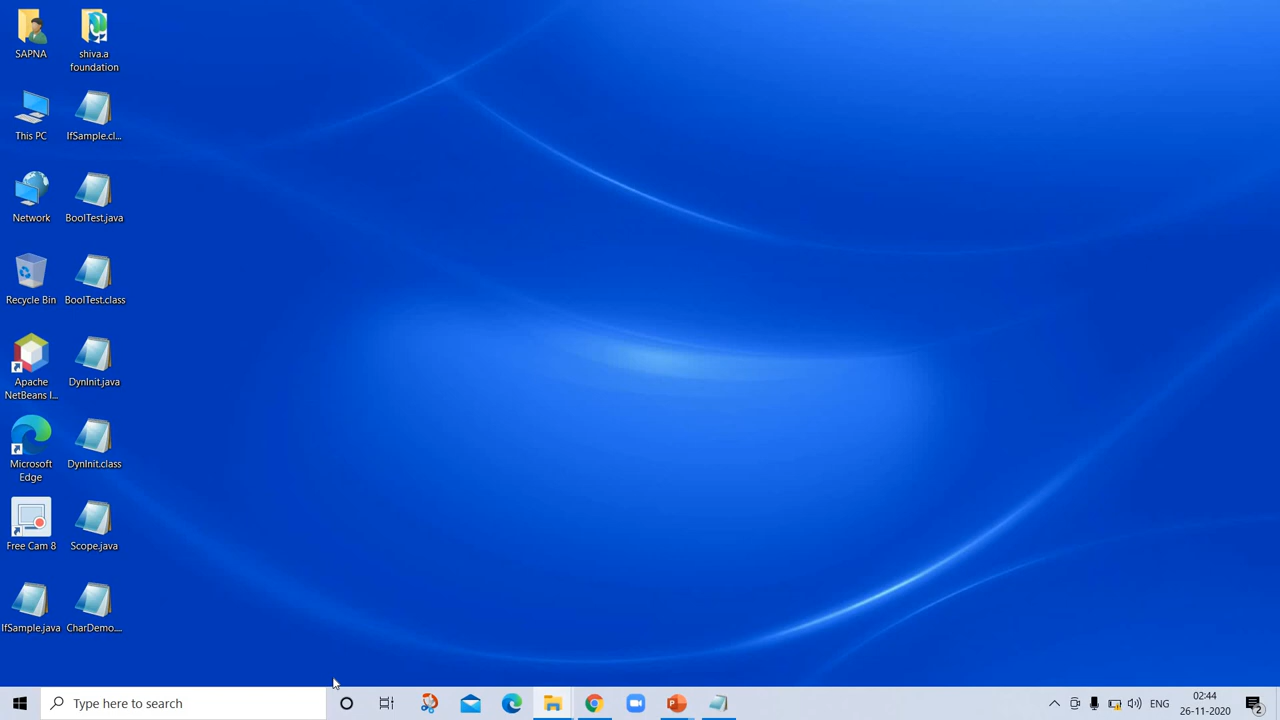 SAPNA
shiva.a
foundation
This PC
IfSample.cl...
Network
BoolTest.java
Recycle Bin
BoolTest.class
Apache
NetBeans I...
DynInit.java
Microsoft
Edge
DynInit.class
Free Cam 8
Scope.java
IfSample.java
CharDemo....
Type here to search
ENG
02:44
26-11-2020
2